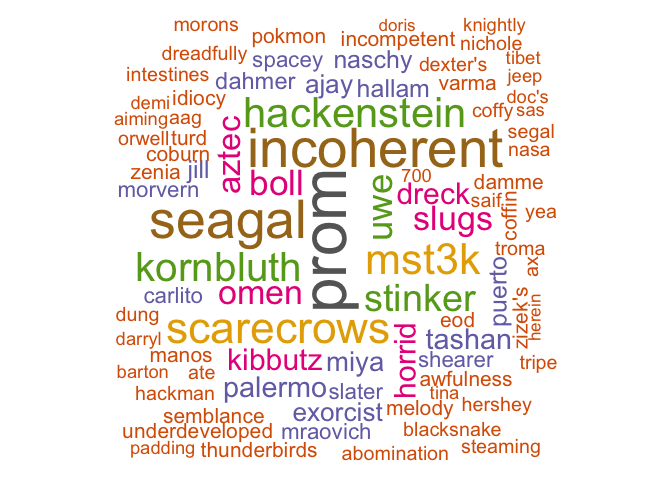 morons
doris
knightly
pokmon
incompetent
nichole
dreadfully
spacey
naschy
dexter's
tibet
intestines
dahmer
ajay
hallam
varma
jeep
demi
idiocy
hackenstein
coffy
doc's
sas
aiming
aag
aztec
incoherent
segal
orwell
turd
nasa
coburn
zenia
jill
boll
prom
uwe
700
dreck
damme
morvern
saif
coffin
yea
seagal
slugs
troma
kornbluth
mst3k
ax
carlito
omen
stinker
puerto
zizek's
herein
dung
scarecrows
eod
darryl
horrid
tashan
manos
kibbutz
miya
shearer
tripe
barton
ate
awfulness
hackman
palermo
slater
tina
semblance
exorcist
melody
hershey
underdeveloped
mraovich
blacksnake
padding
thunderbirds
abomination
steaming